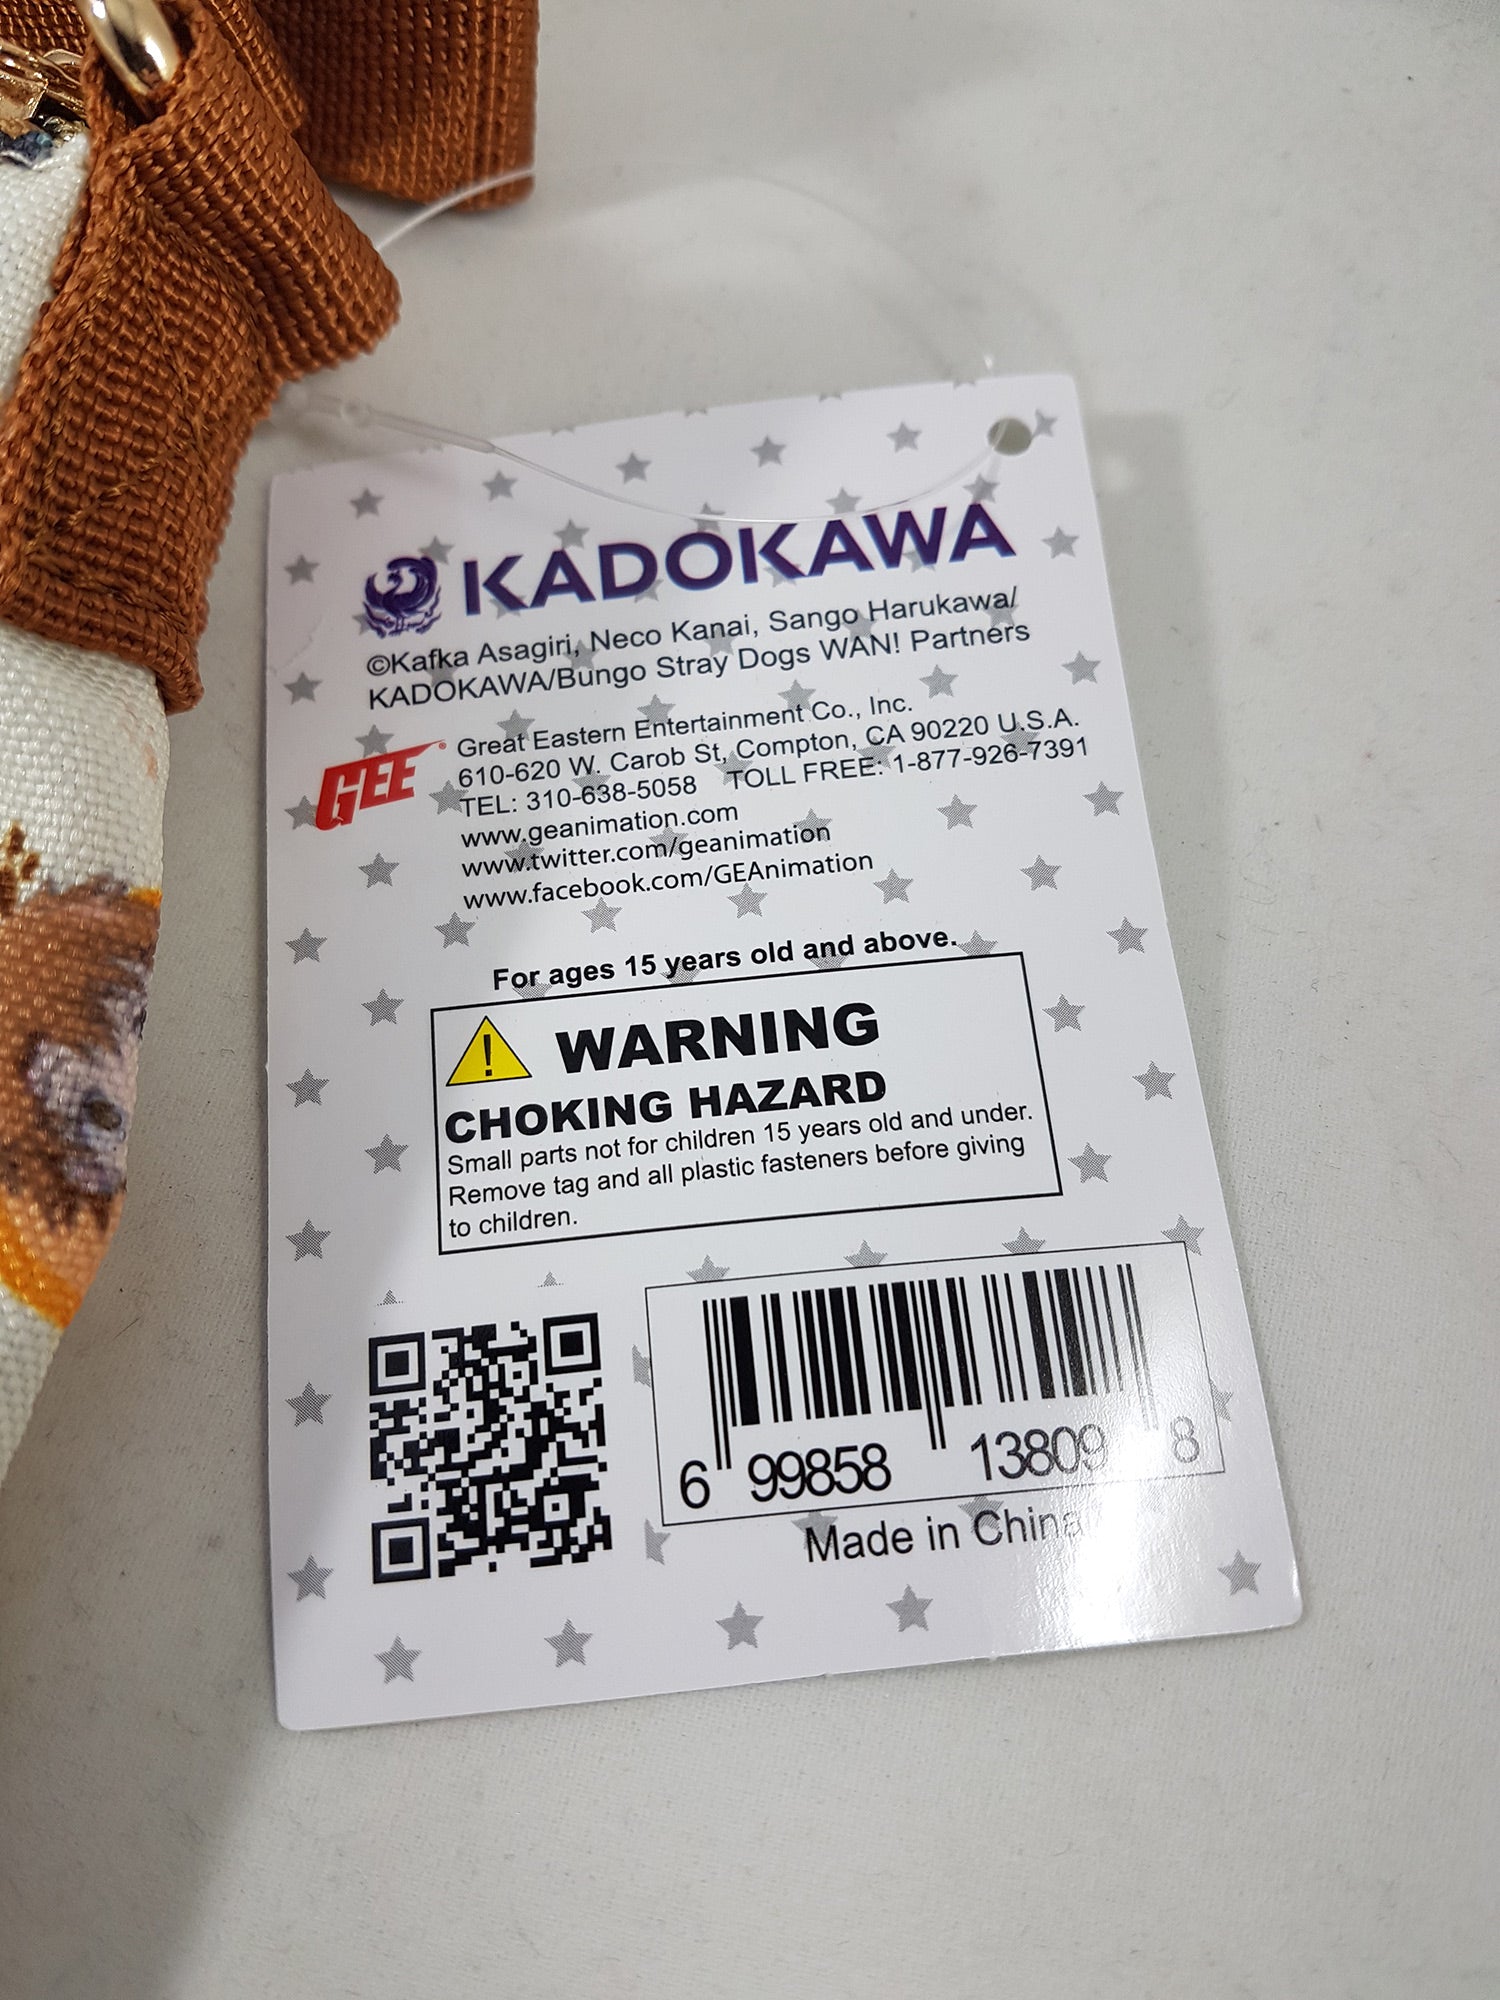 KADOKAWA
©Kafka Asagiri, Neco Kanai, Sango Harukawa/
KADOKAWA/Bungo Stray Dogs WAN! Partners
GEE®
Great Eastern Entertainment Co., Inc.
610-620 W. Carob St, Compton, CA 90220 U.S.A.
TEL: 310-638-5058 TOLL FREE: 1-877-926-7391
www.geanimation.com
www.twitter.com/geanimation
www.facebook.com/GEAnimation
For ages 15 years old and above.
WARNING
CHOKING HAZARD
Small parts not for children 15 years old and under.
Remove tag and all plastic fasteners before giving
to children.
6 99858 13809 8
Made in China